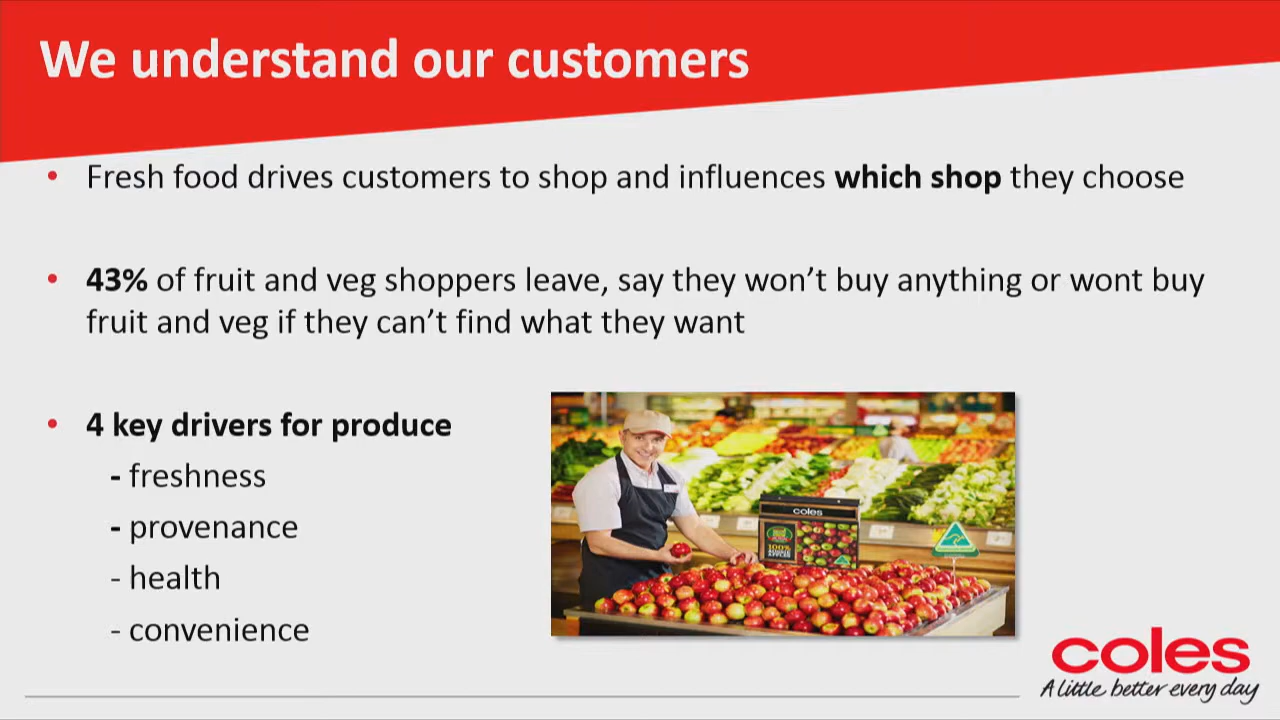 We understand our customers
• Fresh food drives customers to shop and influences which shop they choose
• 43% of fruit and veg shoppers leave, say they won’t buy anything or wont buy
fruit and veg if they can’t find what they want
• 4 key drivers for produce
- freshness
- provenance
- health
- convenience
coles
100%
coles
A little better every day